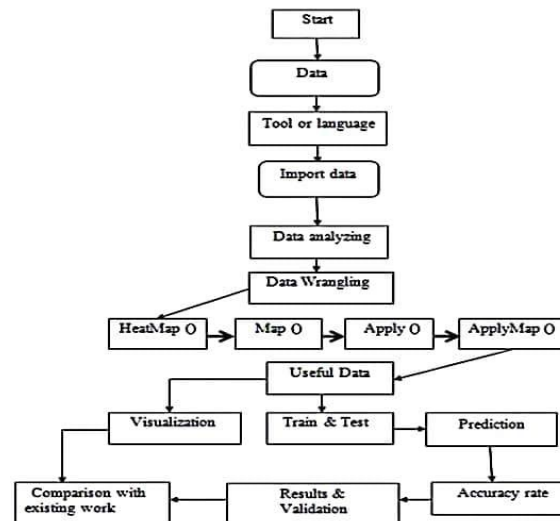 Start
Data
Tool or language
Import data
Data analyzing
Data Wrangling
HeatMap O
Map O
Apply O
ApplyMap O
Useful Data
Visualization
Train & Test
Prediction
Comparison with
existing work
Results &
Validation
Accuracy rate